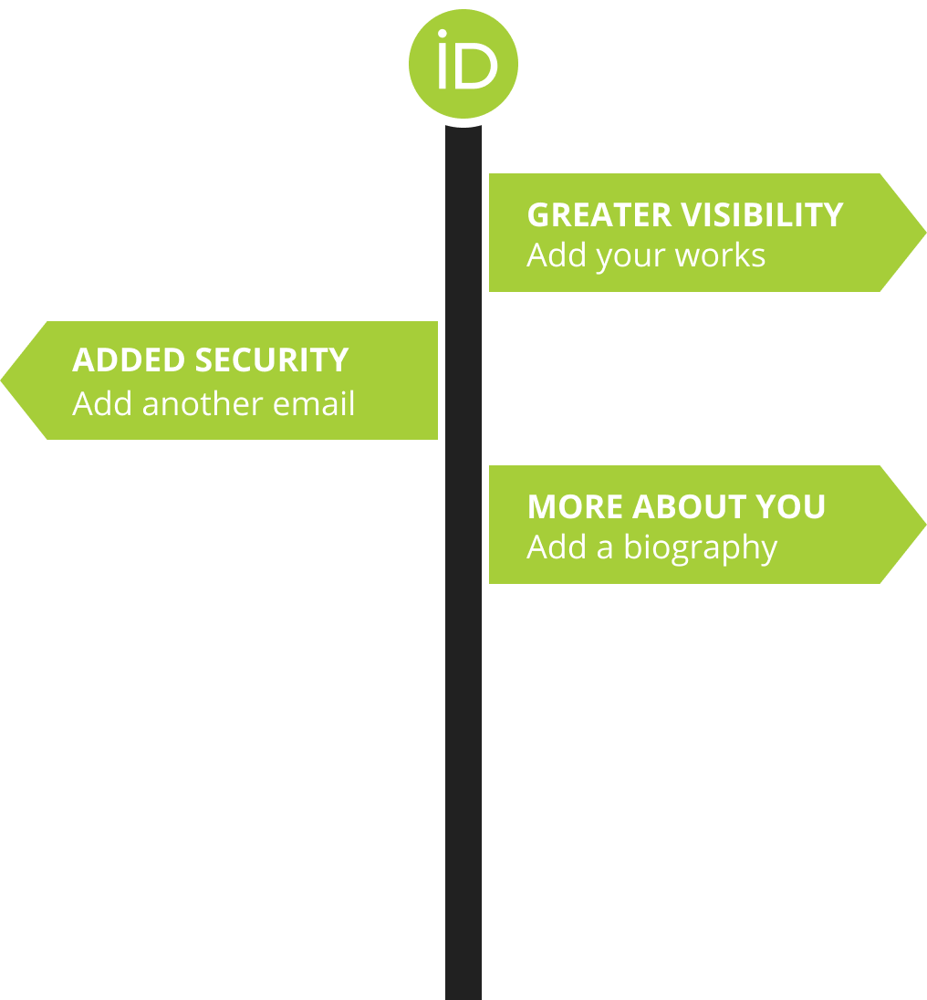 iD
GREATER VISIBILITY
Add your works
ADDED SECURITY
Add another email
MORE ABOUT YOU
Add a biography